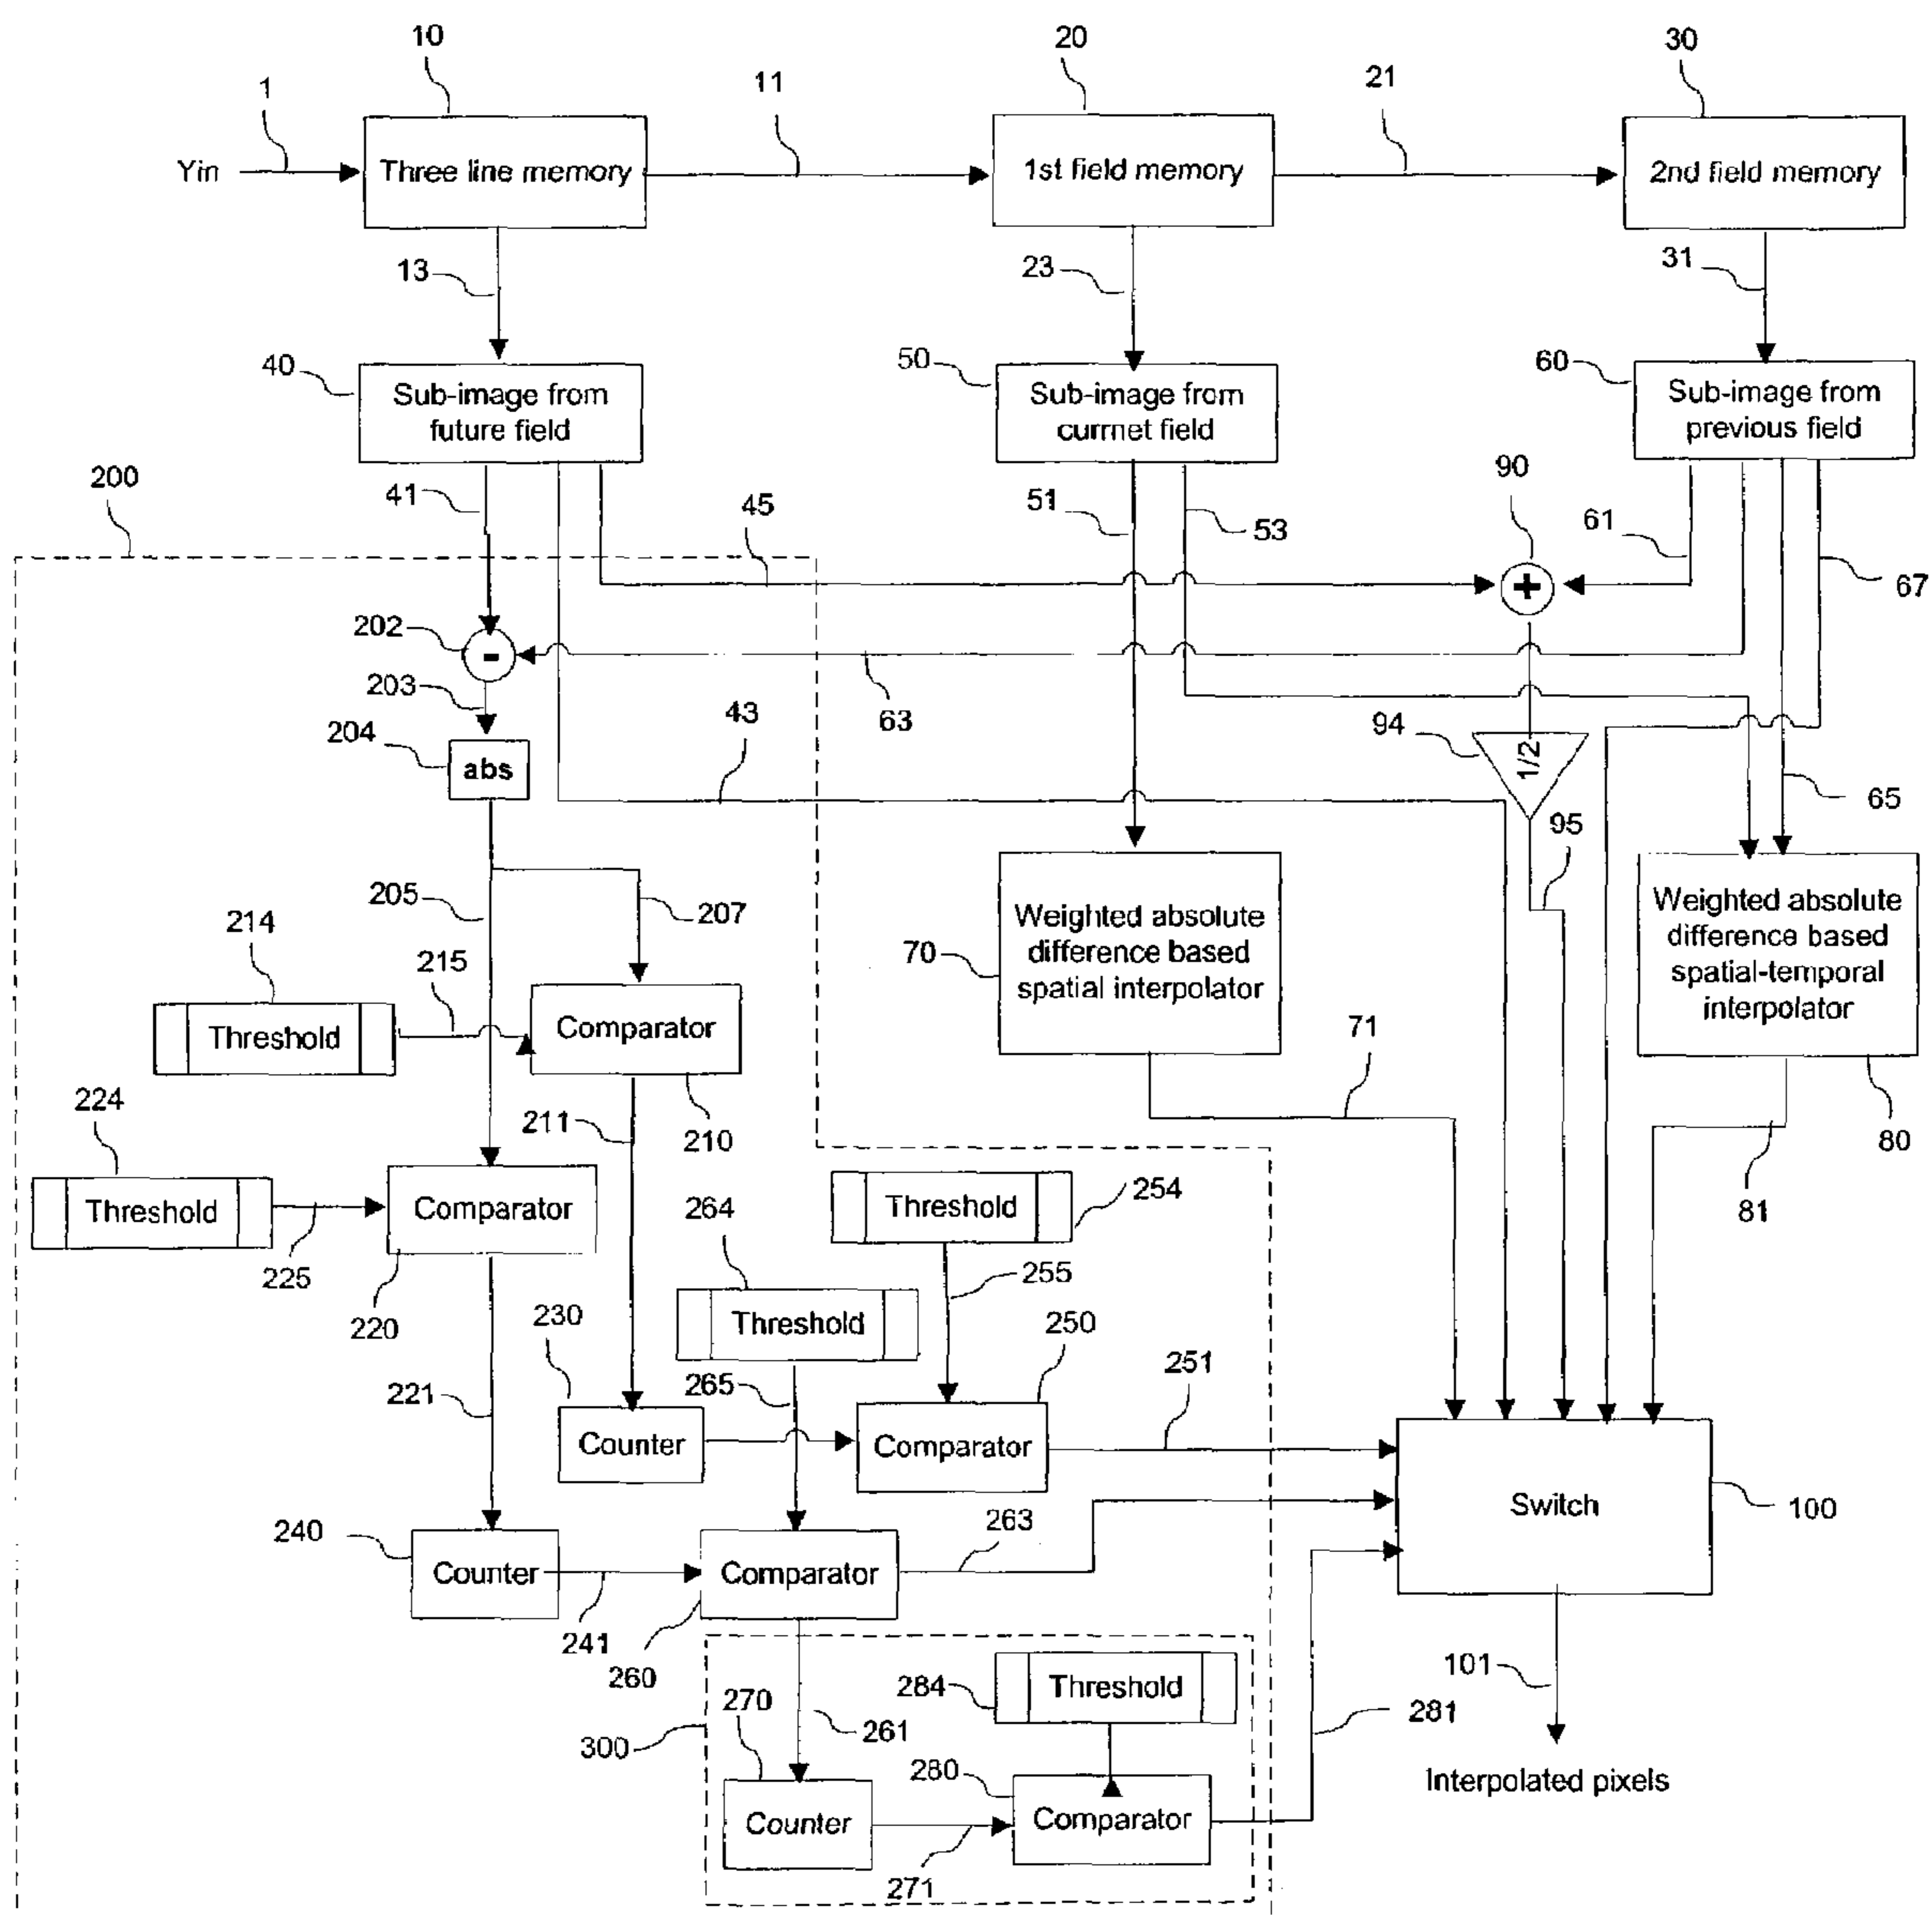 10
20
30
1
11
21
Yin
Three line memory
1st field memory
2nd field memory
13
23
31
40
50
60
Sub-image from
future field
Sub-image from
currnet field
Sub-image from
previous field
200
41
45
51
53
90
61
67
+
202
-
203
63
43
94
1/2
65
204
abs
95
205
207
214
215
70
Weighted absolute
difference based
spatial interpolator
Weighted absolute
difference based
spatial-temporal
interpolator
Threshold
Comparator
71
80
81
224
211
210
Threshold
225
Comparator
220
264
Threshold
254
255
Threshold
230
265
250
251
221
Counter
Comparator
Switch
100
240
Counter
241
Comparator
260
263
101
270
261
284
Threshold
281
300
280
Counter
271
Comparator
Interpolated pixels